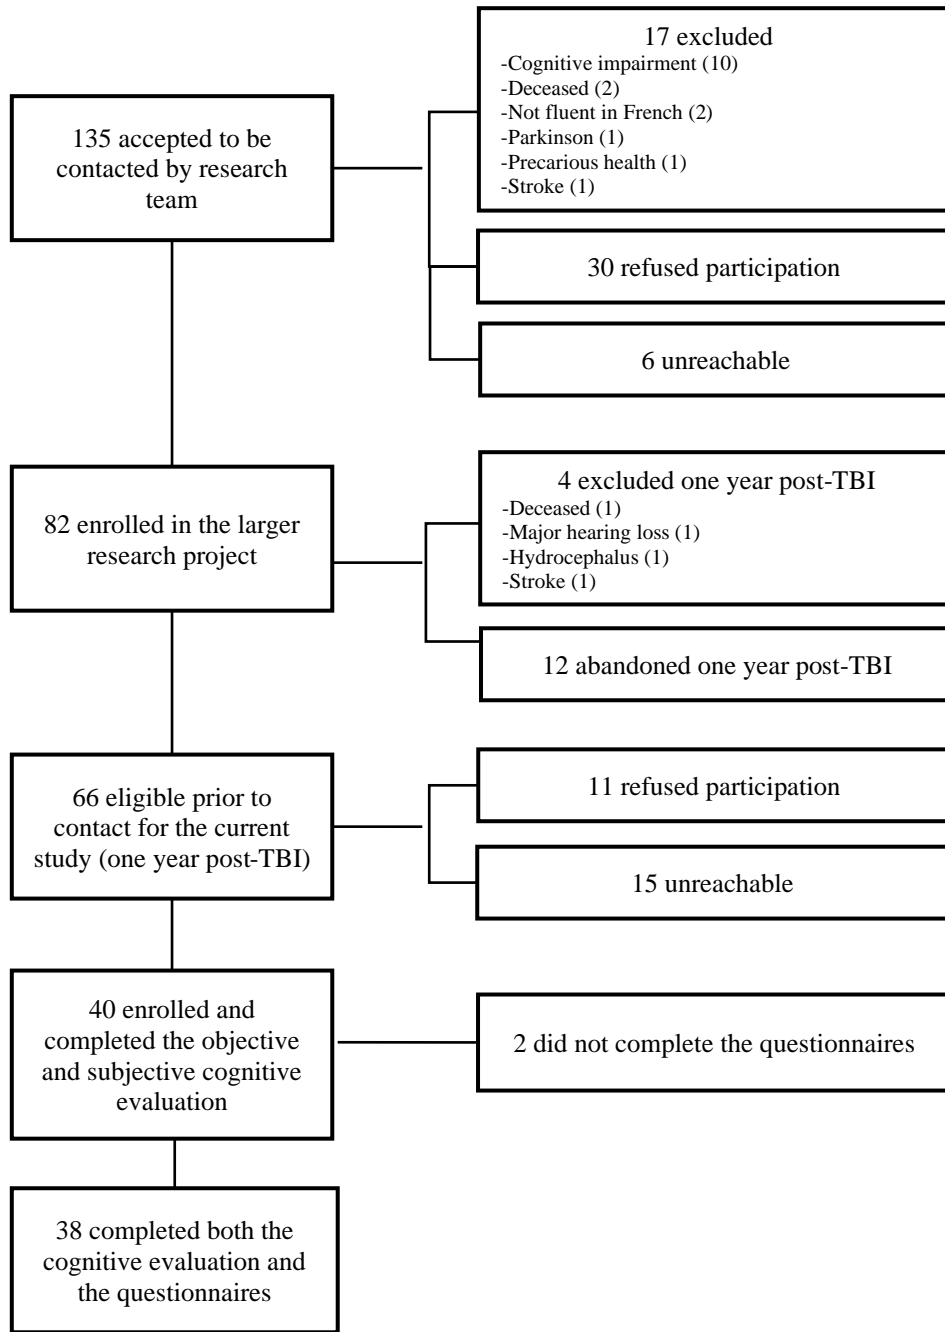 17 excluded
-Cognitive impairment (10)
-Deceased (2)
-Not fluent in French (2)
-Parkinson (1)
-Precarious health (1)
-Stroke (1)
135 accepted to be
contacted by research
team
30 refused participation
6 unreachable
82 enrolled in the larger
research project
4 excluded one year post-TBI
-Deceased (1)
-Major hearing loss (1)
-Hydrocephalus (1)
-Stroke (1)
12 abandoned one year post-TBI
66 eligible prior to
contact for the current
study (one year post-TBI)
11 refused participation
15 unreachable
40 enrolled and
completed the objective
and subjective cognitive
evaluation
2 did not complete the questionnaires
38 completed both the
cognitive evaluation and
the questionnaires